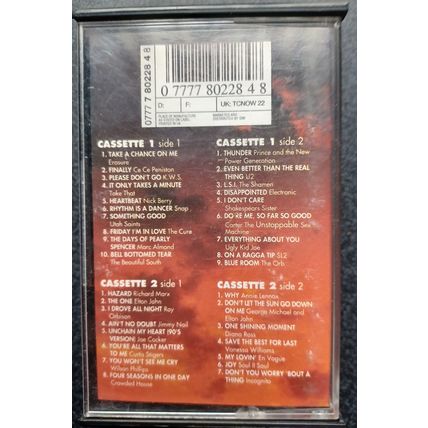 0777 7 80228 4 8
0 77777 80228 4 8
D: F: UK: TCNOW 22
CASSETTE 1 side 1
1. TAKE A CHANCE ON ME
Erasure
2. FINALLY Ce Ce Peniston
3. PLEASE DON'T GO K.W.S.
4. IT ONLY TAKES A MINUTE
Take That
5. HEARTBEAT Nick Berry
6. RHYTHM IS A DANCER Snap
7. SOMETHING GOOD
Utah Saints
8. FRIDAY I'M IN LOVE The Cure
9. THE DAYS OF PEARLY
SPENCER Marc Almond
10. BELL BOTTOMED TEAR
The Beautiful South
CASSETTE 1 side 2
1. THUNDER Prince and the New
Power Generation
2. EVEN BETTER THAN THE REAL
THING U2
3. L.S.I. The Shamen
4. DISAPPOINTED Electronic
5. I DON'T CARE
Shakespears Sister
6. DO RE ME, SO FAR SO GOOD
Carter The Unstoppable Sex
Machine
7. EVERYTHING ABOUT YOU
Ugly Kid Joe
8. ON A RAGGA TIP SL2
9. BLUE ROOM The Orb
CASSETTE 2 side 1
1. HAZARD Richard Marx
2. THE ONE Elton John
3. I DROVE ALL NIGHT Roy
Orbison
4. AIN'T NO DOUBT Jimmy Nail
5. UNCHAIN MY HEART (90'S
VERSION) Joe Cocker
6. YOU'RE ALL THAT MATTERS
TO ME Curtis Stigers
7. YOU WON'T SEE ME CRY
Wilson Phillips
8. FOUR SEASONS IN ONE DAY
Crowded House
CASSETTE 2 side 2
1. WHY Annie Lennox
2. DON'T LET THE SUN GO DOWN
ON ME George Michael and
Elton John
3. ONE SHINING MOMENT
Diana Ross
4. SAVE THE BEST FOR LAST
Vanessa Williams
5. MY LOVIN' En Vogue
6. JOY Soul II Soul
7. DON'T YOU WORRY 'BOUT A
THING Incognito